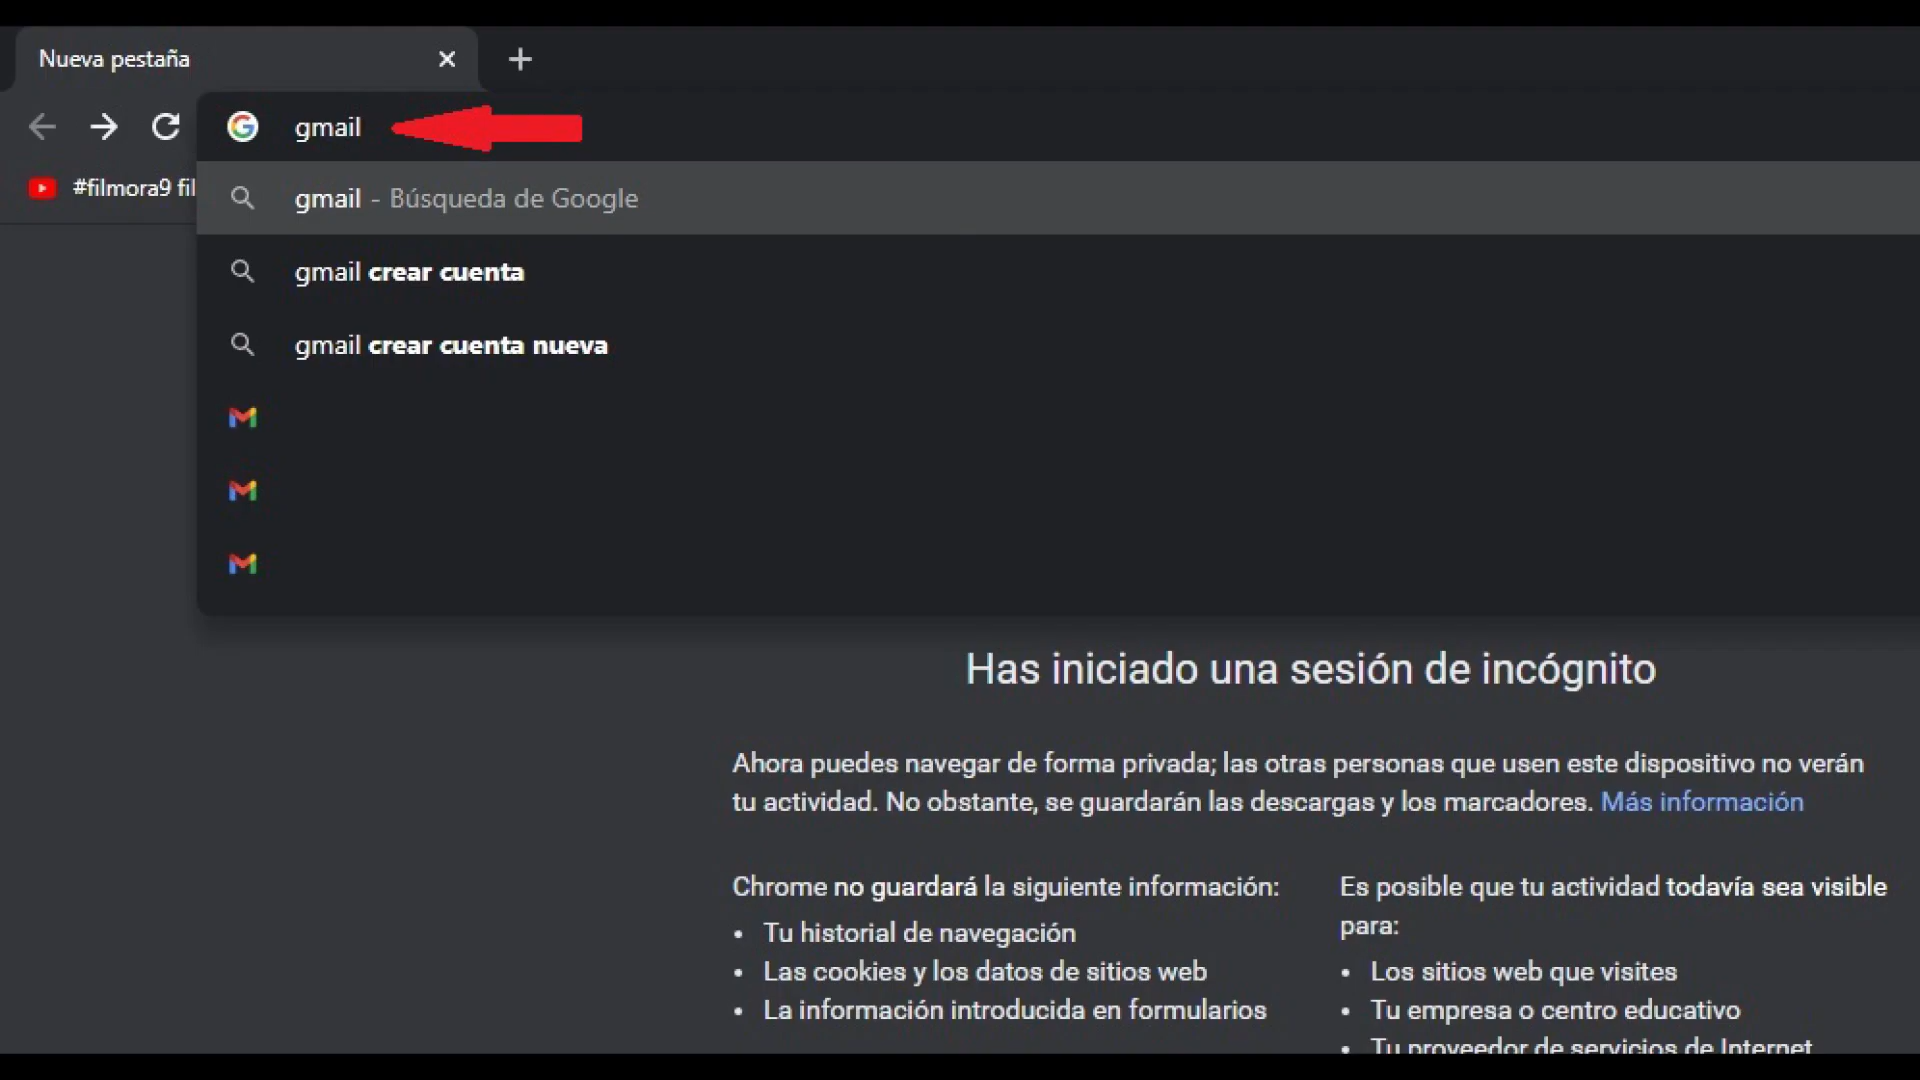 Nueva pestaña
gmail
#filmora9 fil
gmail - Búsqueda de Google
gmail crear cuenta
gmail crear cuenta nueva
Has iniciado una sesión de incógnito
Ahora puedes navegar de forma privada; las otras personas que usen este dispositivo no verán
tu actividad. No obstante, se guardarán las descargas y los marcadores. Más información
Chrome no guardará la siguiente información:
• Tu historial de navegación
• Las cookies y los datos de sitios web
• La información introducida en formularios
Es posible que tu actividad todavía sea visible
para:
• Los sitios web que visites
• Tu empresa o centro educativo
• Tu proveedor de servicios de Internet